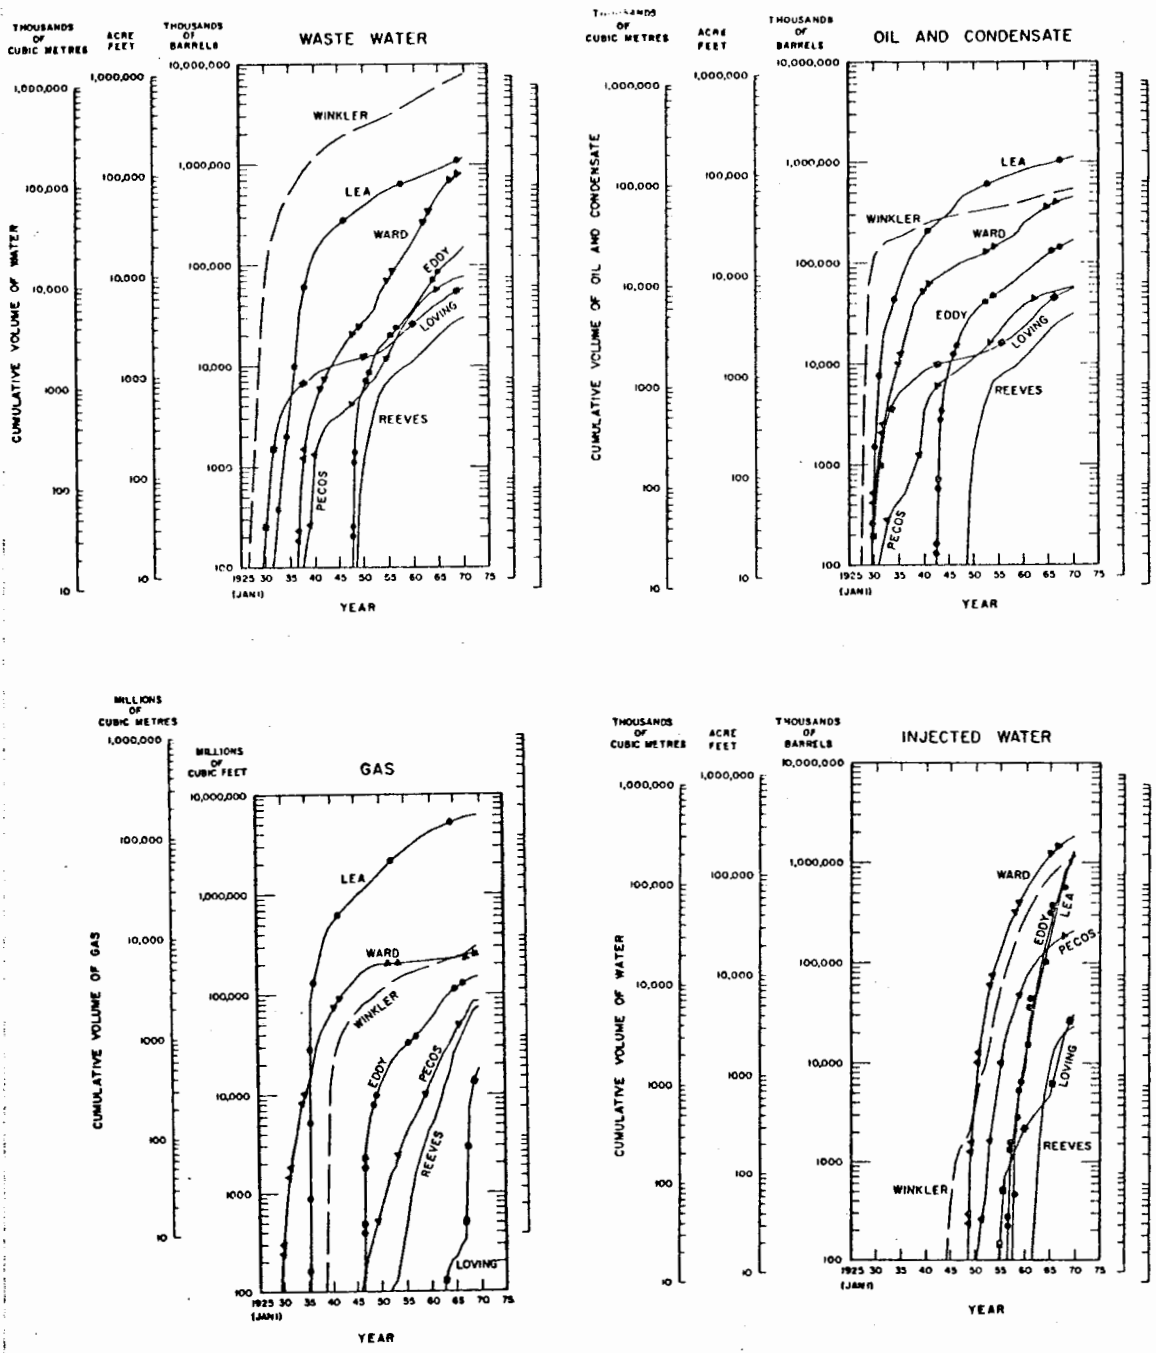 THOUSANDS
OF
CUBIC METRES
ACRE
FEET
THOUSANDS
OF
BARRELS
WASTE WATER
1,000,000
100,000
10,000
1000
100
10
1,000,000
100,000
10,000
1000
100
10
10,000,000
1,000,000
100,000
10,000
1000
100
CUMULATIVE VOLUME OF WATER
WINKLER
LEA
WARD
EDDY
LOVING
REEVES
PECOS
1925 30 35 40 45 50 55 60 65 70 75
(JAN 1)
YEAR
OF
CUBIC METRES
ACRE
FEET
THOUSANDS
OF
BARRELS
OIL AND CONDENSATE
1,000,000
100,000
10,000
1000
100
10
1,000,000
100,000
10,000
1000
100
10
10,000,000
1,000,000
100,000
10,000
1000
100
CUMULATIVE VOLUME OF OIL AND CONDENSATE
LEA
WINKLER
WARD
EDDY
LOVING
REEVES
PECOS
1925 30 35 40 45 50 55 60 65 70 75
(JAN 1)
YEAR
MILLIONS
OF
CUBIC METRES
MILLIONS
OF
CUBIC FEET
GAS
1,000,000
100,000
10,000
1000
100
10
10,000,000
1,000,000
100,000
10,000
1000
100
CUMULATIVE VOLUME OF GAS
LEA
WARD
WINKLER
EDDY
PECOS
REEVES
LOVING
1925 30 35 40 45 50 55 60 65 70 75
(JAN 1)
YEAR
THOUSANDS
OF
CUBIC METRES
ACRE
FEET
THOUSANDS
OF
BARRELS
INJECTED WATER
1,000,000
100,000
10,000
1000
100
10
1,000,000
100,000
10,000
1000
100
10
10,000,000
1,000,000
100,000
10,000
1000
100
CUMULATIVE VOLUME OF WATER
WARD
LEA
EDDY
PECOS
LOVING
REEVES
WINKLER
1925 30 35 40 45 50 55 60 65 70 75
(JAN 1)
YEAR